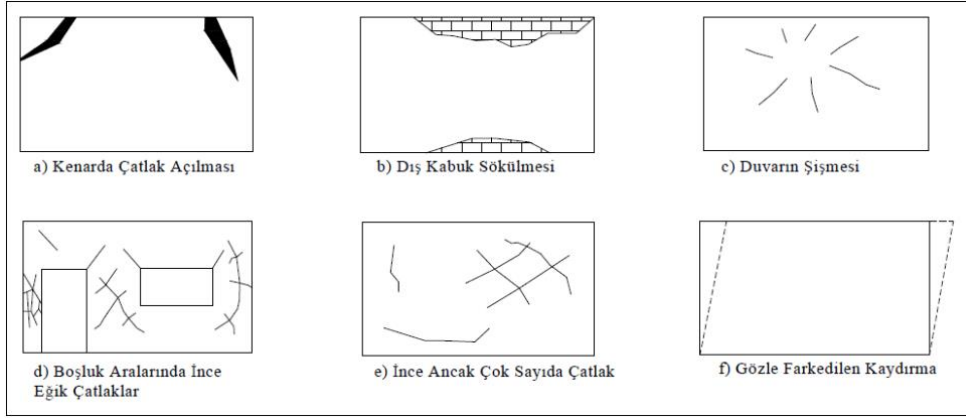 a) Kenarda Çatlak Açılması
b) Dış Kabuk Sökülmesi
c) Duvarın Şişmesi
d) Boşluk Aralarında İnce
Eğik Çatlaklar
e) İnce Ancak Çok Sayıda Çatlak
f) Gözle Farkedilen Kaydırma